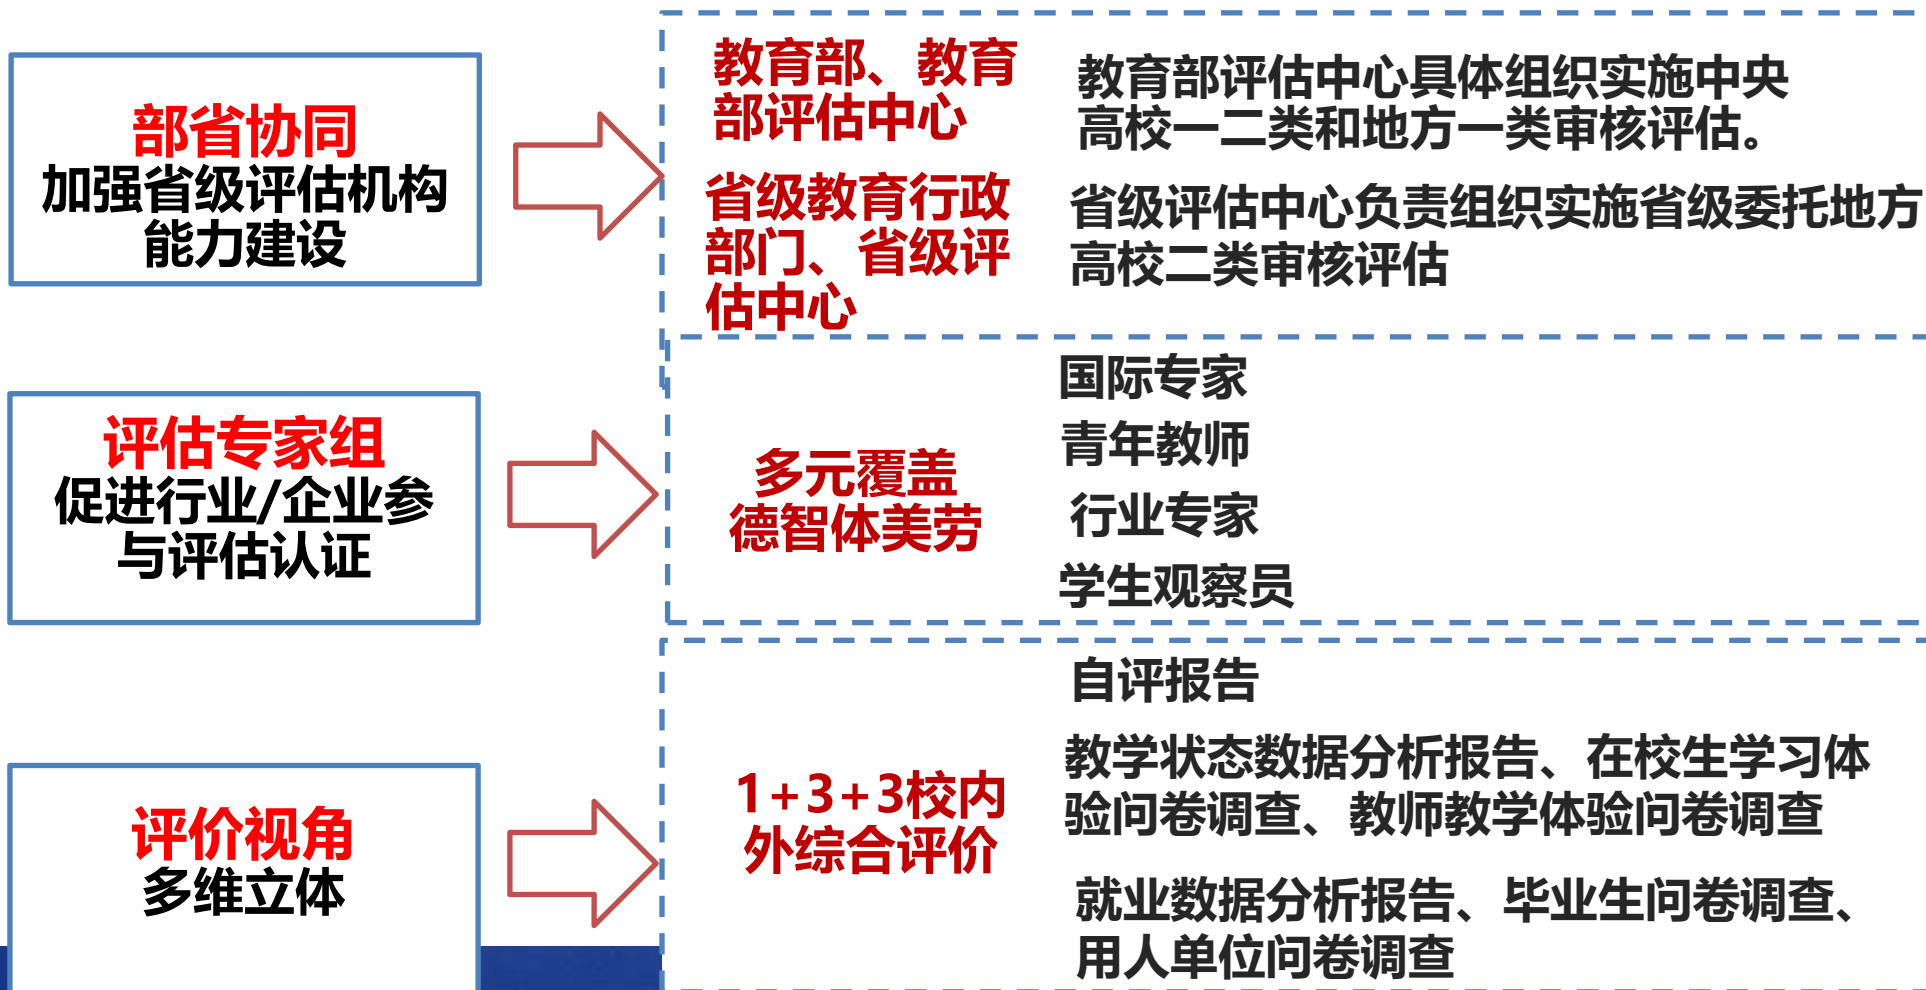 部省协同
加强省级评估机构
能力建设
教育部、教育
部评估中心
教育部评估中心具体组织实施中央
高校一二类和地方一类审核评估。
省级教育行政
部门、省级评
估中心
省级评估中心负责组织实施省级委托地方
高校二类审核评估
评估专家组
促进行业/企业参
与评估认证
多元覆盖
德智体美劳
国际专家
青年教师
行业专家
学生观察员
评价视角
多维立体
1+3+3校内
外综合评价
自评报告
教学状态数据分析报告、在校生学习体
验问卷调查、教师教学体验问卷调查
就业数据分析报告、毕业生问卷调查、
用人单位问卷调查